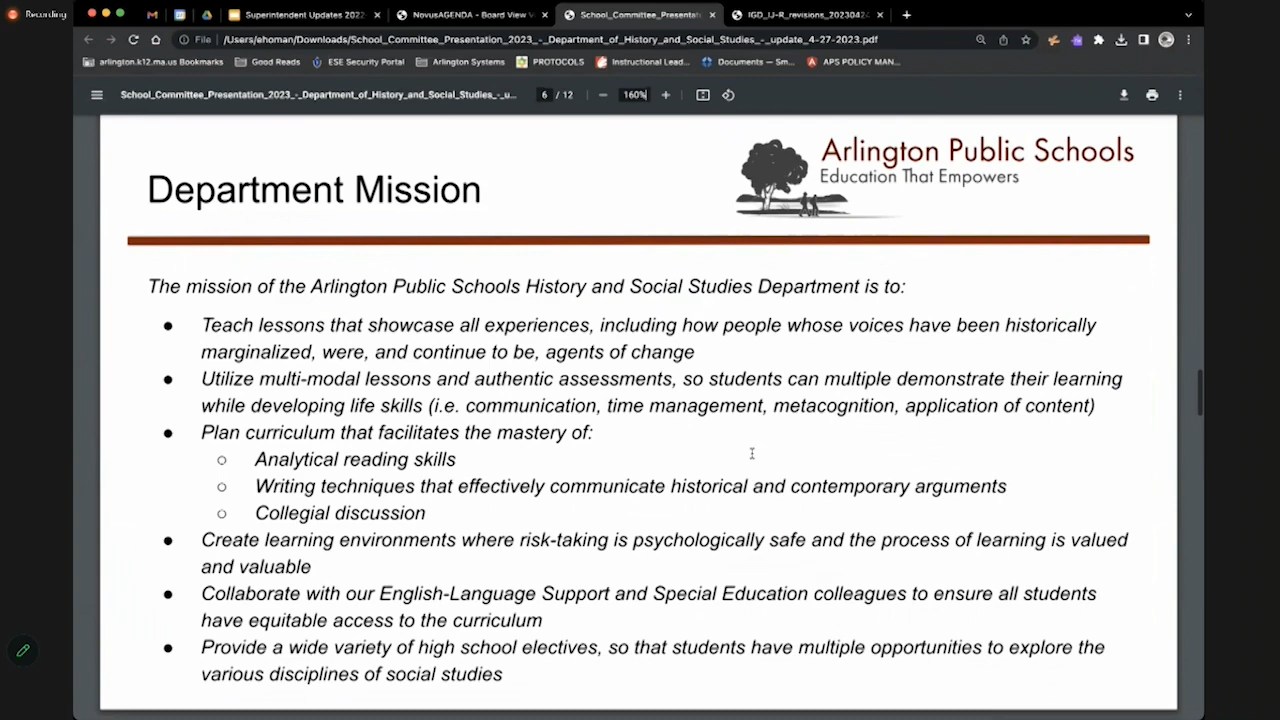 Recording
Superintendent Updates 2022
NovusAGENDA - Board View
School_Committee_Presentat
IGD_IJ-R_revisions_20230424
File /Users/ehoman/Downloads/School_Committee_Presentation_2023_-_Department_of_History_and_Social_Studies_-_update_4-27-2023.pdf
arlington.k12.ma.us Bookmarks Good Reads ESE Security Portal Arlington Systems PROTOCOLS Instructional Lead... Documents — Sm... APS POLICY MAN...
School_Committee_Presentation_2023_-_Department_of_History_and_Social_Studies_-_u... 6 / 12 160%
Arlington Public Schools
Education That Empowers
Department Mission
The mission of the Arlington Public Schools History and Social Studies Department is to:
● Teach lessons that showcase all experiences, including how people whose voices have been historically
marginalized, were, and continue to be, agents of change
● Utilize multi-modal lessons and authentic assessments, so students can multiple demonstrate their learning
while developing life skills (i.e. communication, time management, metacognition, application of content)
● Plan curriculum that facilitates the mastery of:
○ Analytical reading skills
○ Writing techniques that effectively communicate historical and contemporary arguments
○ Collegial discussion
● Create learning environments where risk-taking is psychologically safe and the process of learning is valued
and valuable
● Collaborate with our English-Language Support and Special Education colleagues to ensure all students
have equitable access to the curriculum
● Provide a wide variety of high school electives, so that students have multiple opportunities to explore the
various disciplines of social studies